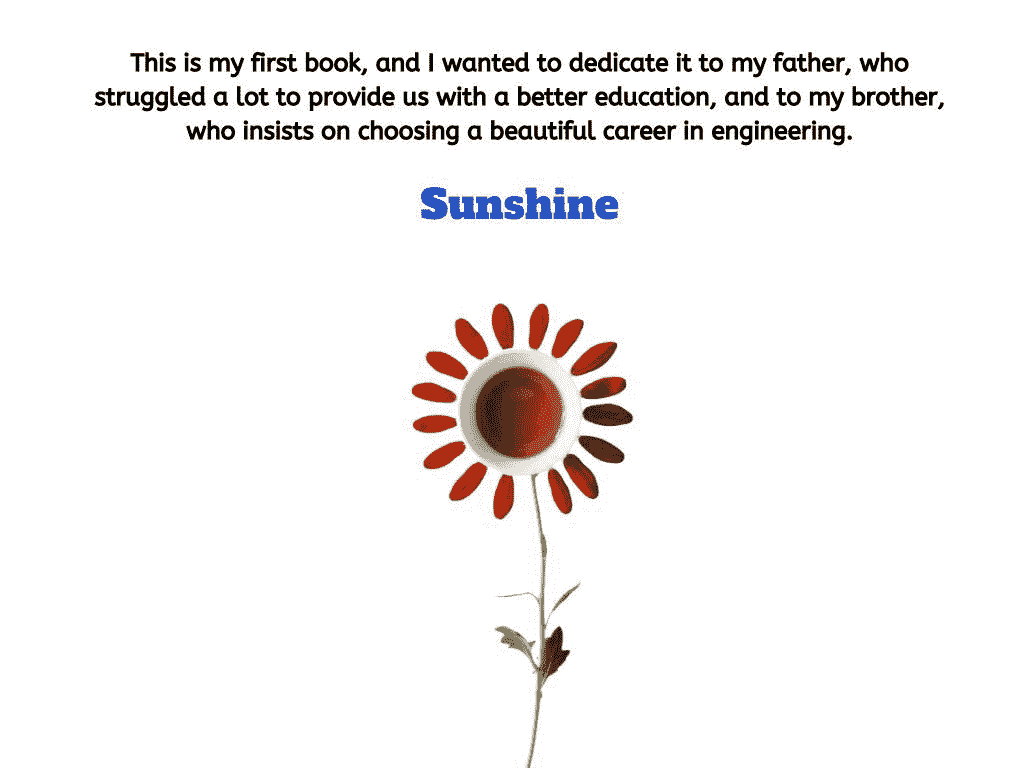 This is my first book, and I wanted to dedicate it to my father, who
struggled a lot to provide us with a better education, and to my brother,
who insists on choosing a beautiful career in engineering.
Sunshine